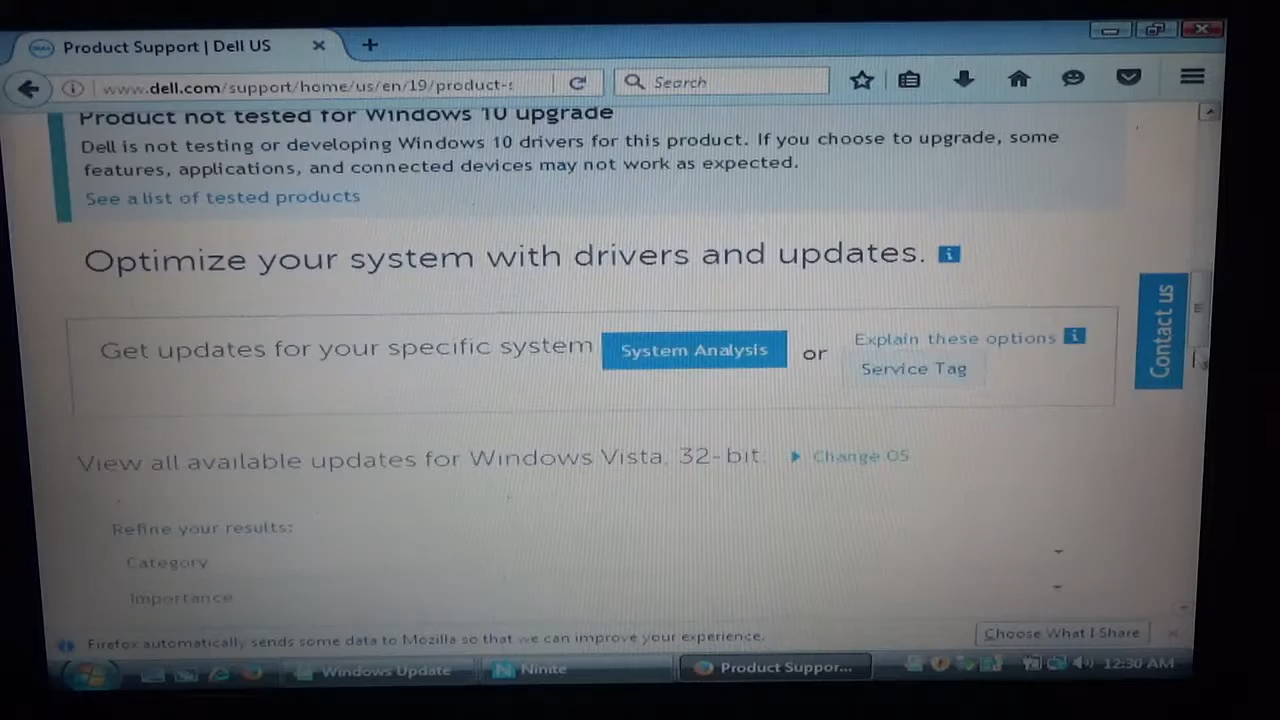 Product Support | Dell US
www.dell.com/support/home/us/en/19/product-s
Search
Product not tested for Windows 10 upgrade
Dell is not testing or developing Windows 10 drivers for this product. If you choose to upgrade, some
features, applications, and connected devices may not work as expected.
See a list of tested products
Optimize your system with drivers and updates.
Get updates for your specific system
System Analysis
or
Explain these options
Service Tag
Contact us
View all available updates for Windows Vista, 32-bit.
Change OS
Refine your results:
Category
Importance
Firefox automatically sends some data to Mozilla so that we can improve your experience.
Choose What I Share
Windows Update
Ninite
Product Suppor...
12:30 AM